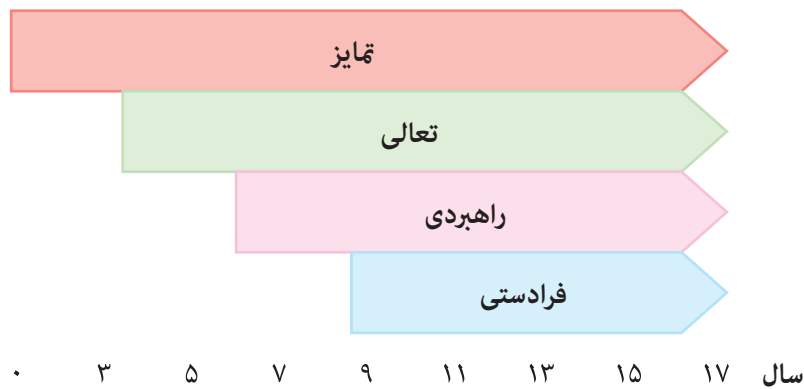 تمایز
تعالی
راهبردی
فرادستی
۰ ۳ ۵ ۷ ۹ ۱۱ ۱۳ ۱۵ ۱۷ سال